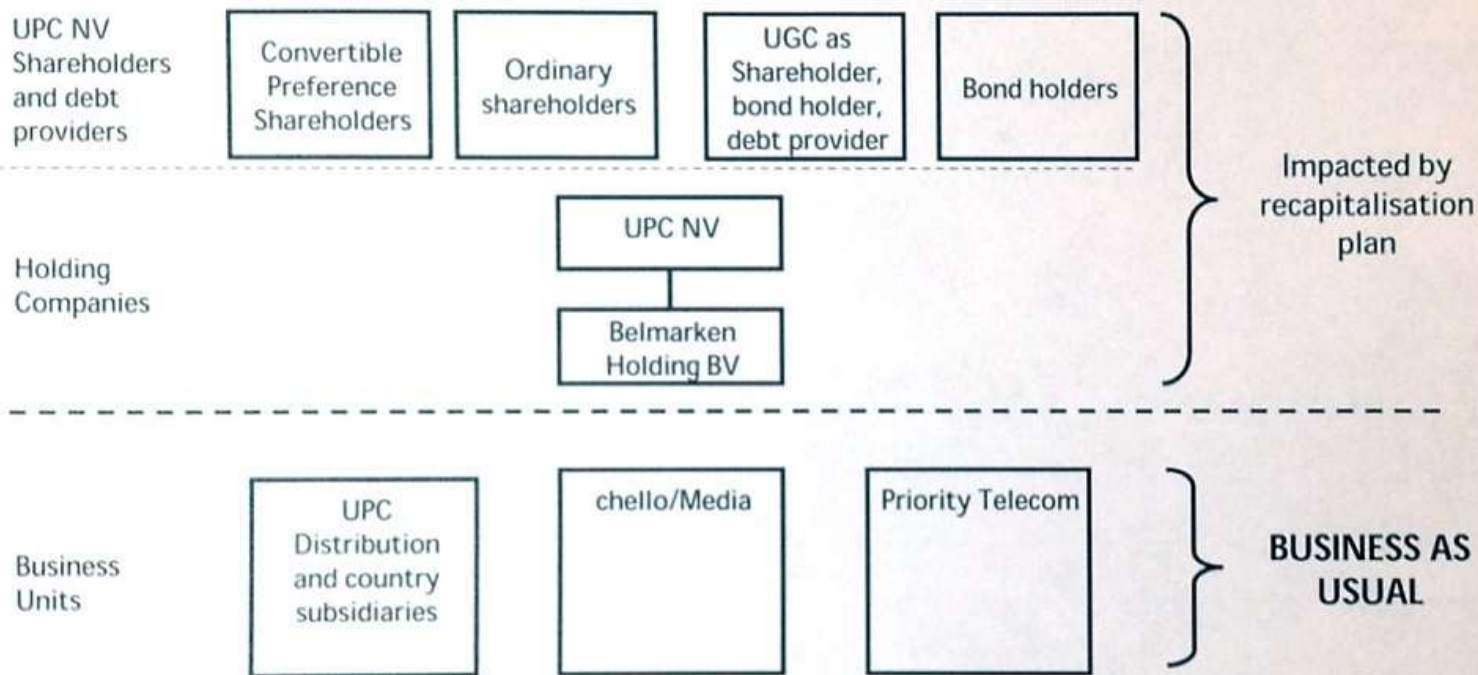 UPC NV
Shareholders
and debt
providers
Convertible
Preference
Shareholders
Ordinary
shareholders
UGC as
Shareholder,
bond holder,
debt provider
Bond holders
Impacted by
recapitalisation
plan
Holding
Companies
UPC NV
Belmarken
Holding BV
Business
Units
UPC
Distribution
and country
subsidiaries
chello/Media
Priority Telecom
BUSINESS AS
USUAL